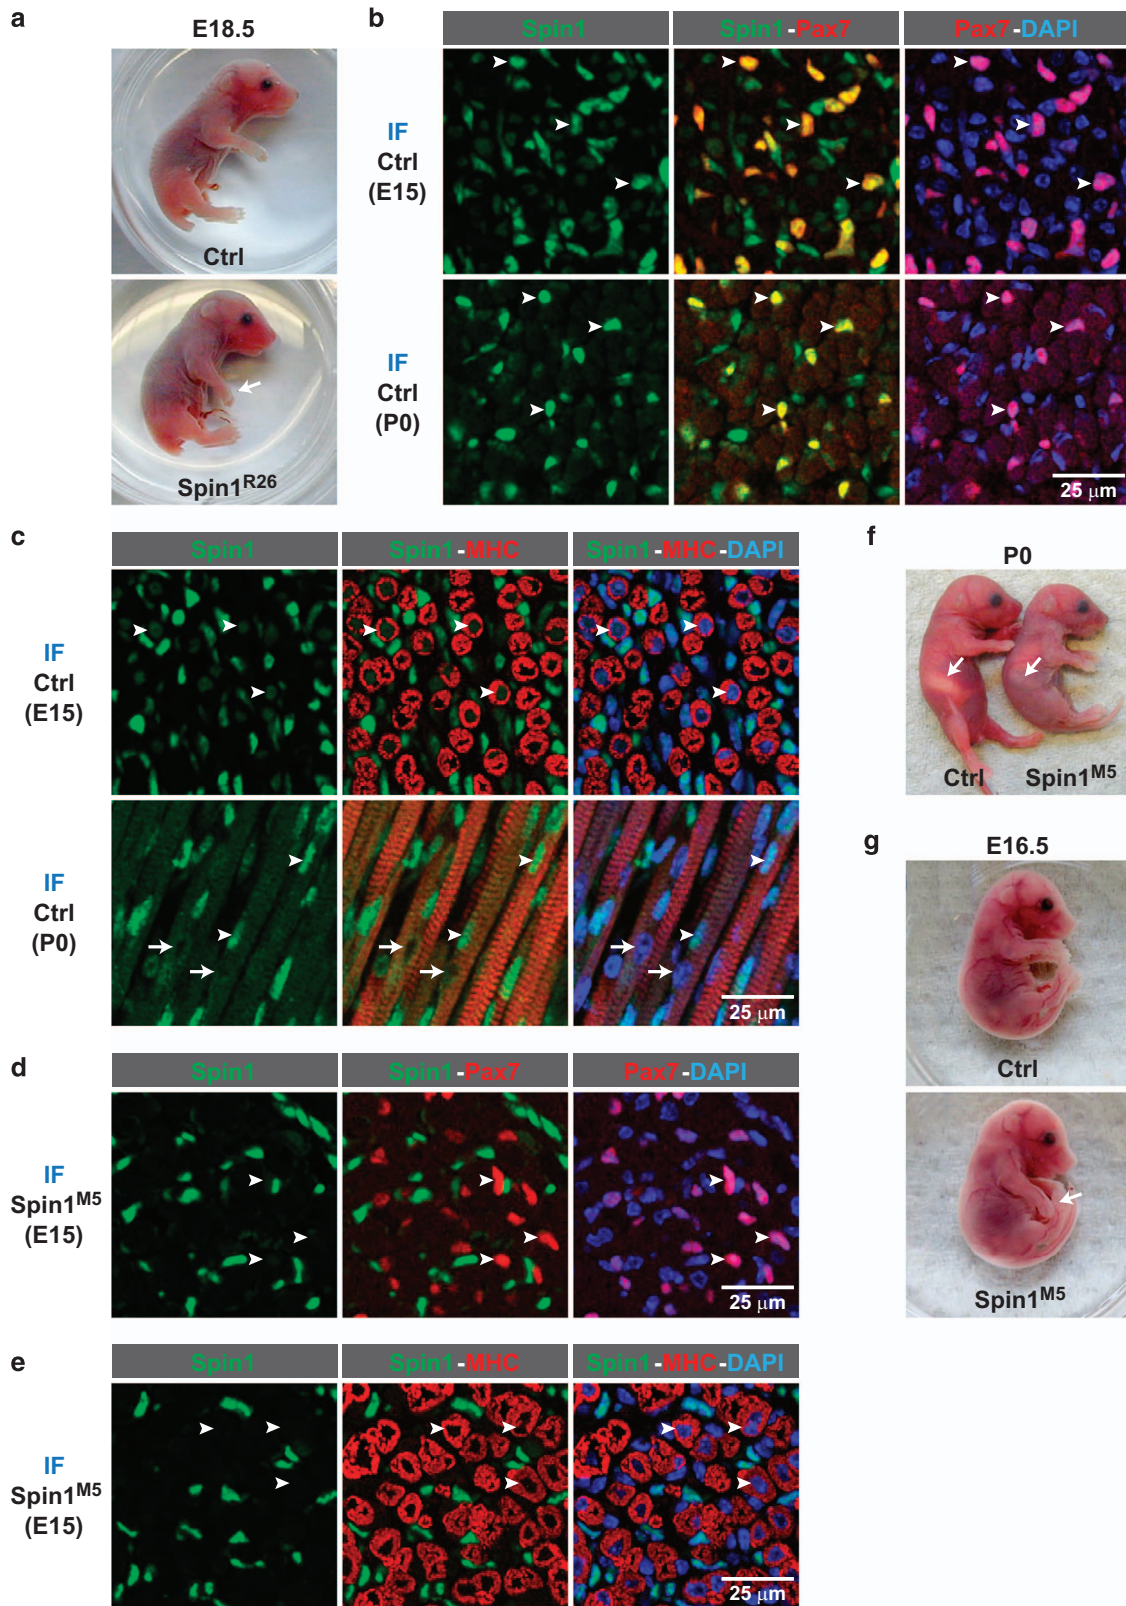 a
E18.5
Ctrl
Spin1R26
b
Spin1
Spin1-Pax7
Pax7-DAPI
IF
Ctrl
(E15)
IF
Ctrl
(P0)
25 μm
c
Spin1
Spin1-MHC
Spin1-MHC-DAPI
IF
Ctrl
(E15)
IF
Ctrl
(P0)
25 μm
d
Spin1
Spin1-Pax7
Pax7-DAPI
IF
Spin1M5
(E15)
25 μm
e
Spin1
Spin1-MHC
Spin1-MHC-DAPI
IF
Spin1M5
(E15)
25 μm
f
P0
Ctrl
Spin1M5
g
E16.5
Ctrl
Spin1M5